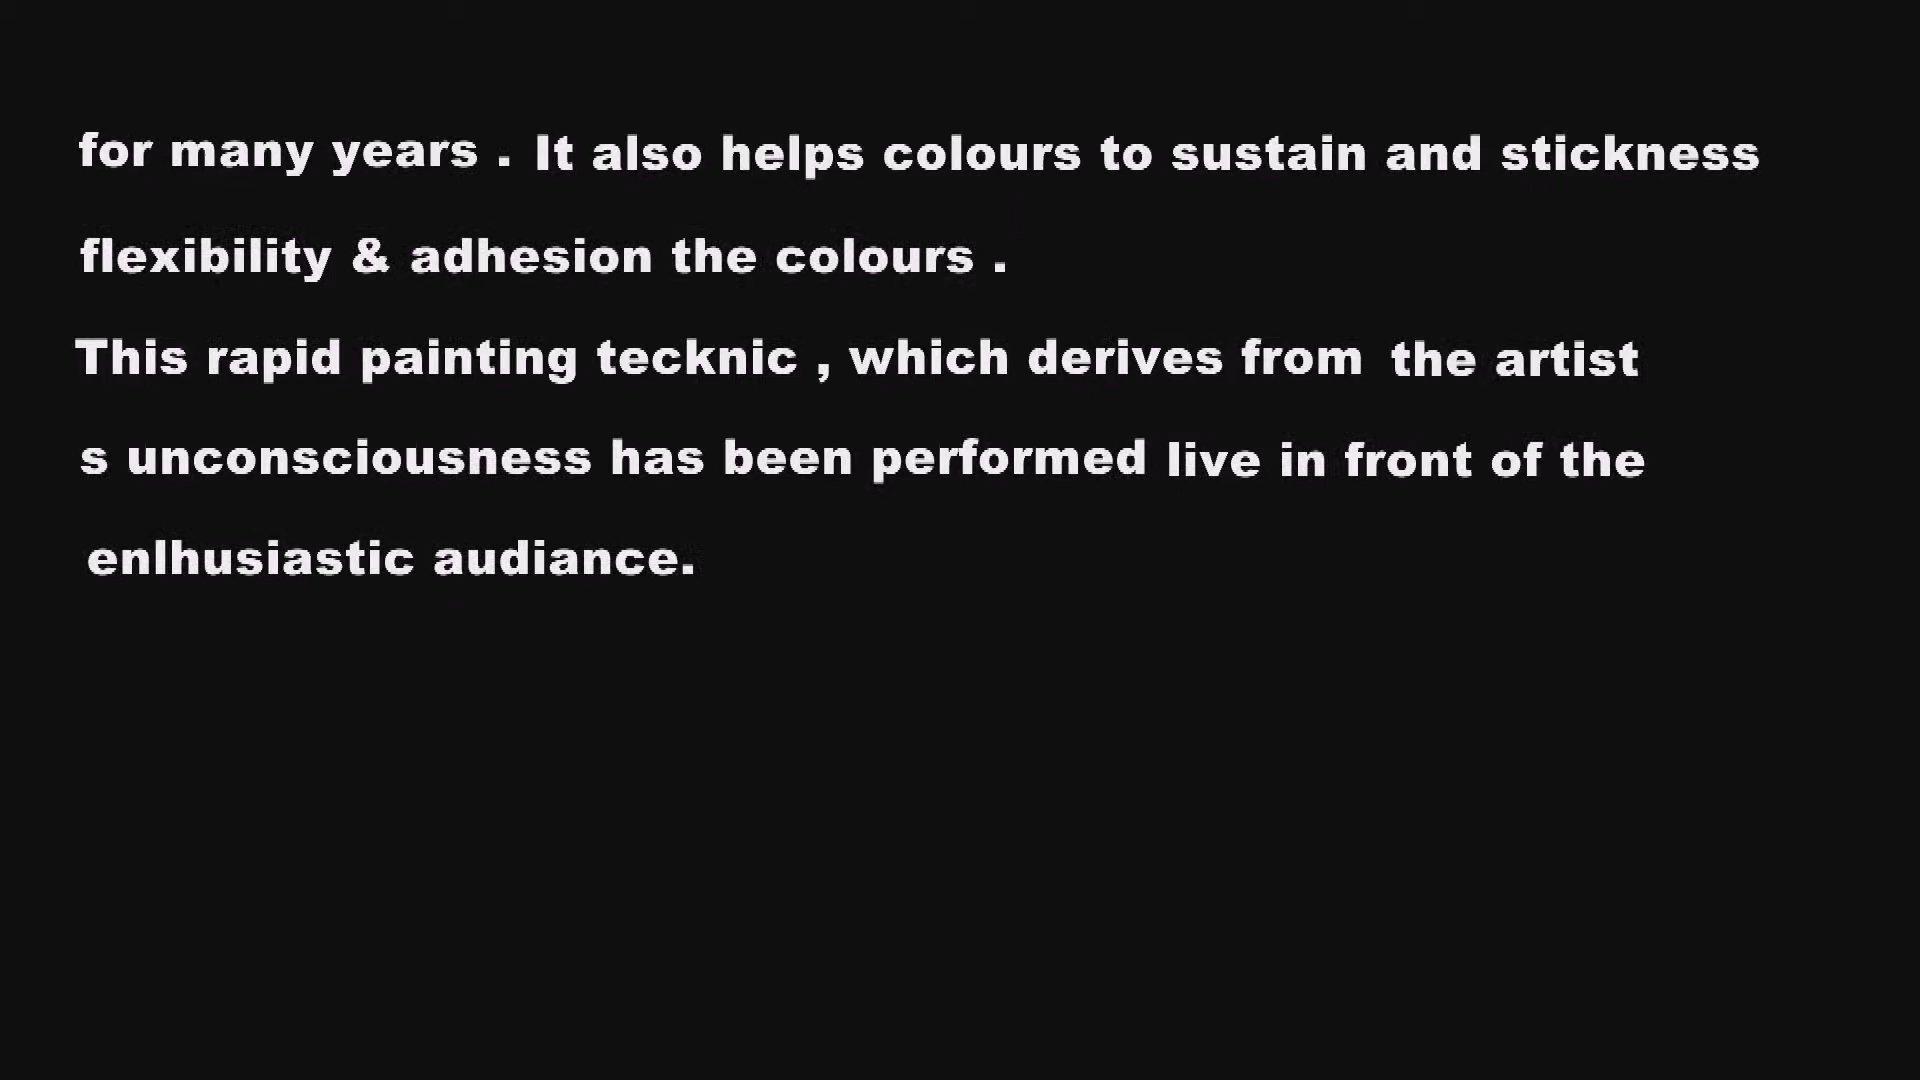 for many years . It also helps colours to sustain and stickness
flexibility & adhesion the colours .
This rapid painting tecknic , which derives from the artist
s unconsciousness has been performed live in front of the
enlhusiastic audiance.